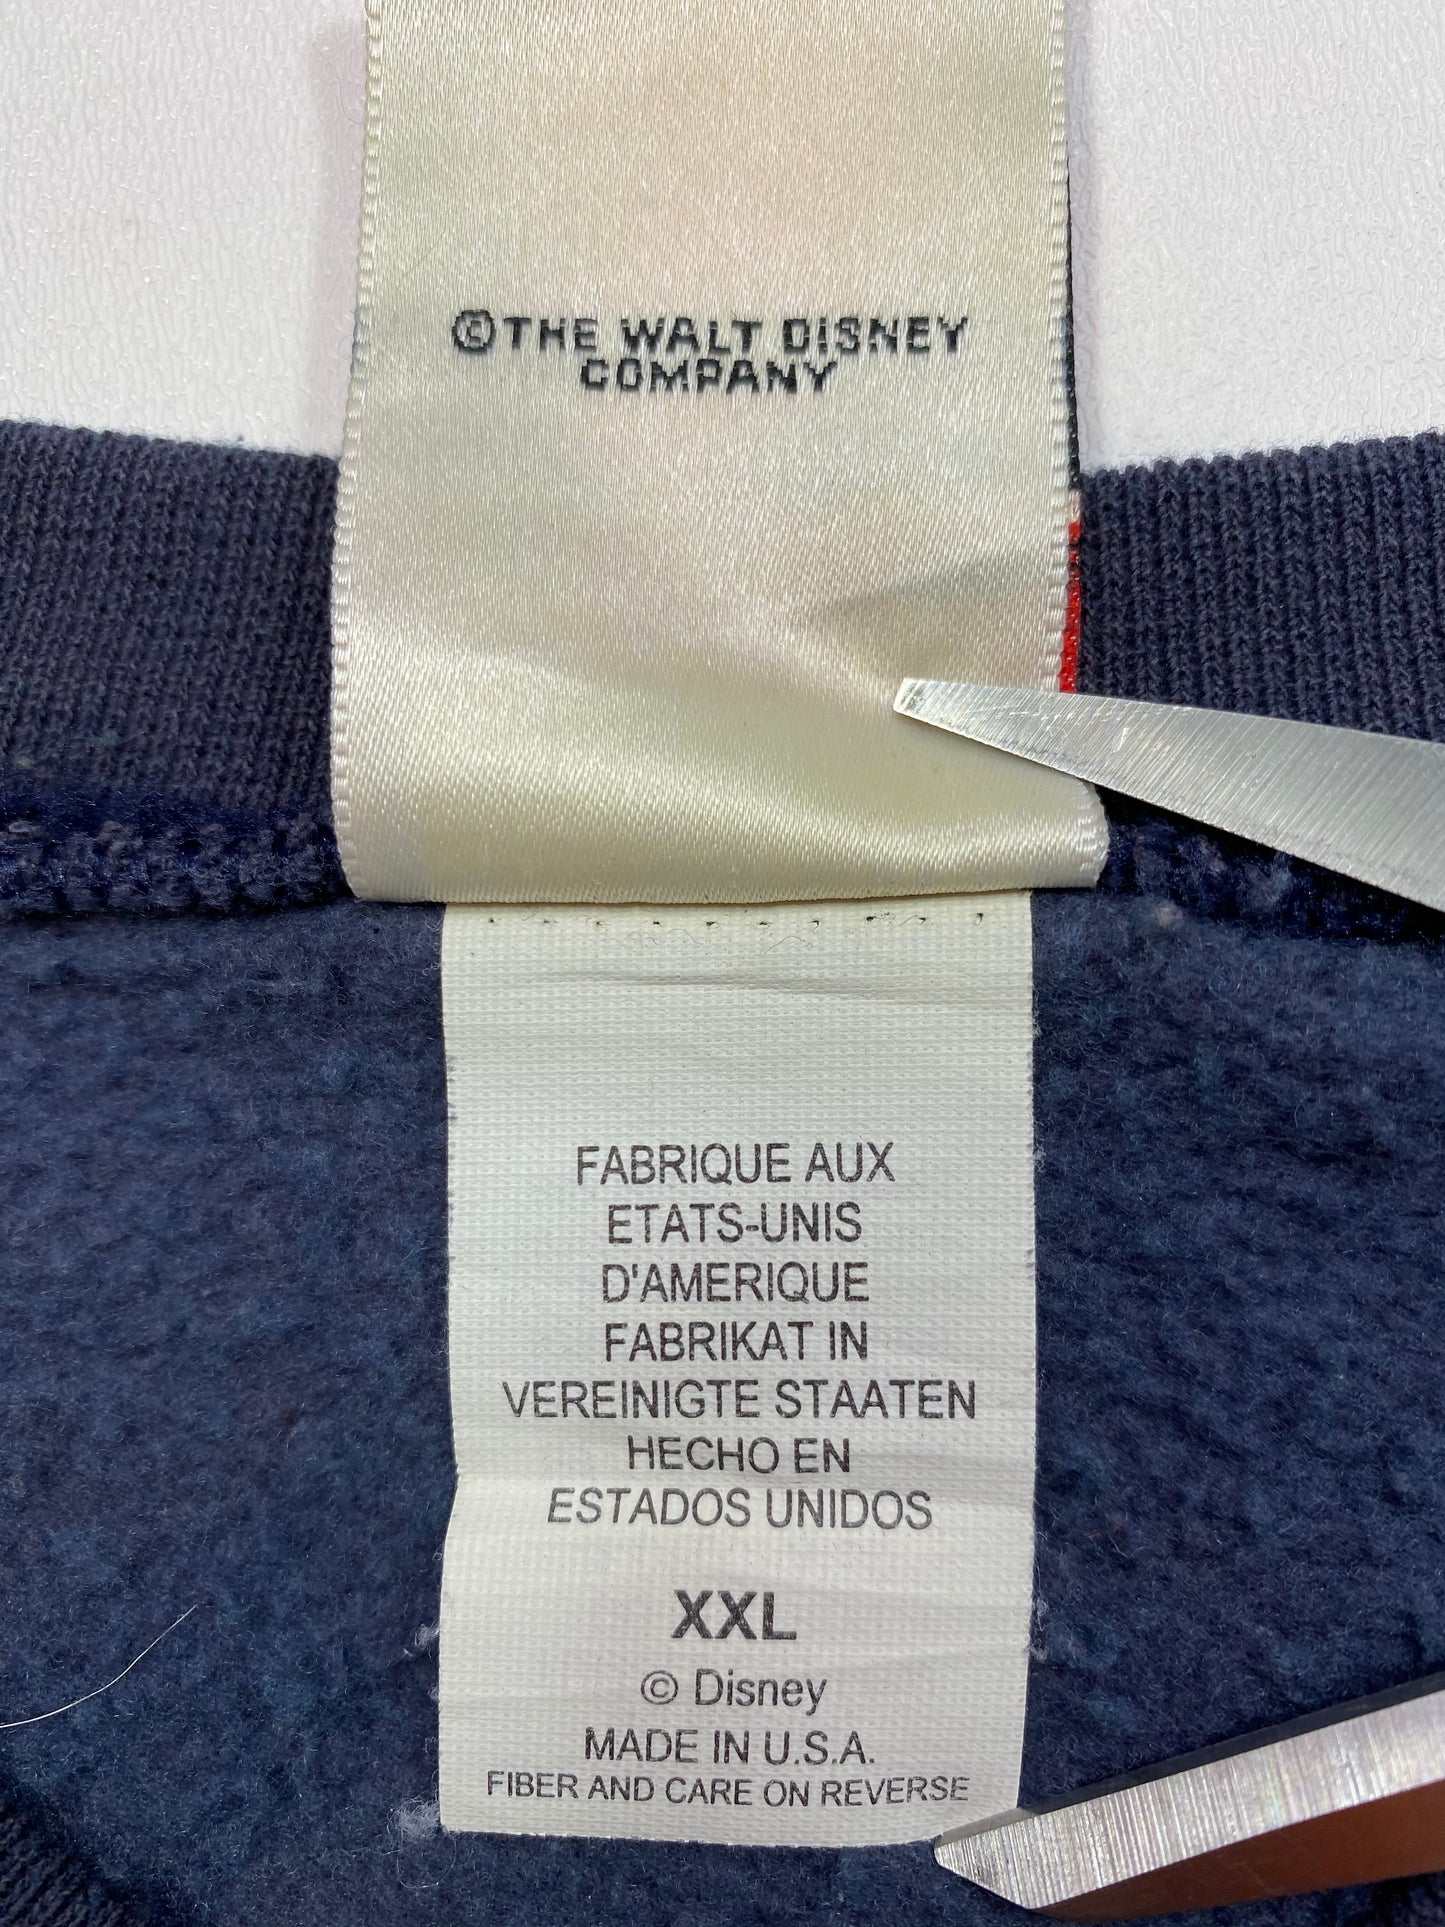 ©THE WALT DISNEY
COMPANY
FABRIQUE AUX
ETATS-UNIS
D'AMERIQUE
FABRIKAT IN
VEREINIGTE STAATEN
HECHO EN
ESTADOS UNIDOS
XXL
© Disney
MADE IN U.S.A.
FIBER AND CARE ON REVERSE